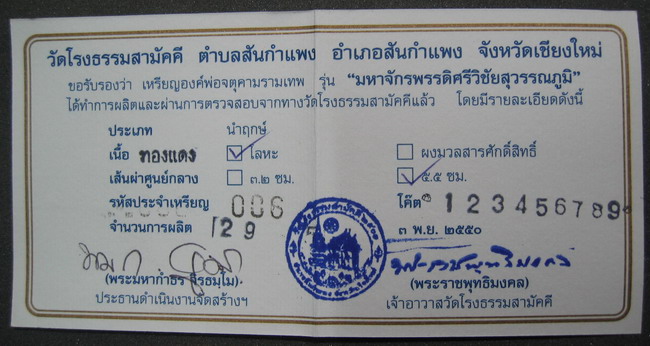 วัดโรงธรรมสามัคคี ตำบลสันกำแพง อำเภอสันกำแพง จังหวัดเชียงใหม่
ขอรับรองว่า เหรียญองค์พ่อจตุคามรามเทพ รุ่น "มหาจักรพรรดิศรีวิชัยสุวรรณภูมิ"
ได้ทำการผลิตและผ่านการตรวจสอบจากทางวัดโรงธรรมสามัคคีแล้ว โดยมีรายละเอียดดังนี้
ประเภท นำฤกษ์
เนื้อ ทองแดง โลหะ ผงมวลสารศักดิ์สิทธิ์
เส้นผ่าศูนย์กลาง ๓.๒ ซม. ๕.๕ ซม.
รหัสประจำเหรียญ 006 โค๊ต 123456789
จำนวนการผลิต 129 ๓ พ.ย. ๒๕๕๐
(พระมหากำธร (พระราชพุทธิมงคล)
ประธานดำเนินงานจัดสร้างฯ เจ้าอาวาสวัดโรงธรรมสามัคคี